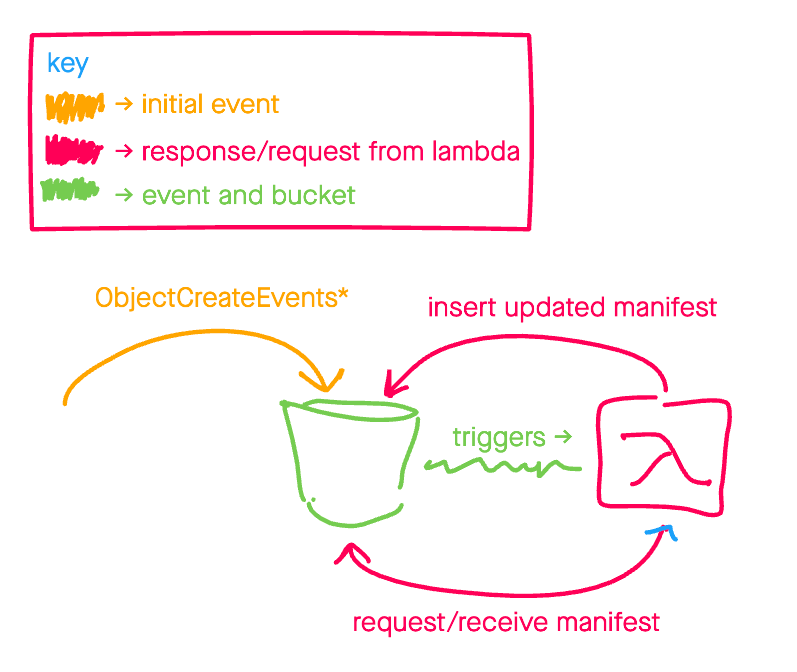 key
→ initial event
→ response/request from lambda
→ event and bucket
ObjectCreateEvents*
insert updated manifest
triggers →
request/receive manifest